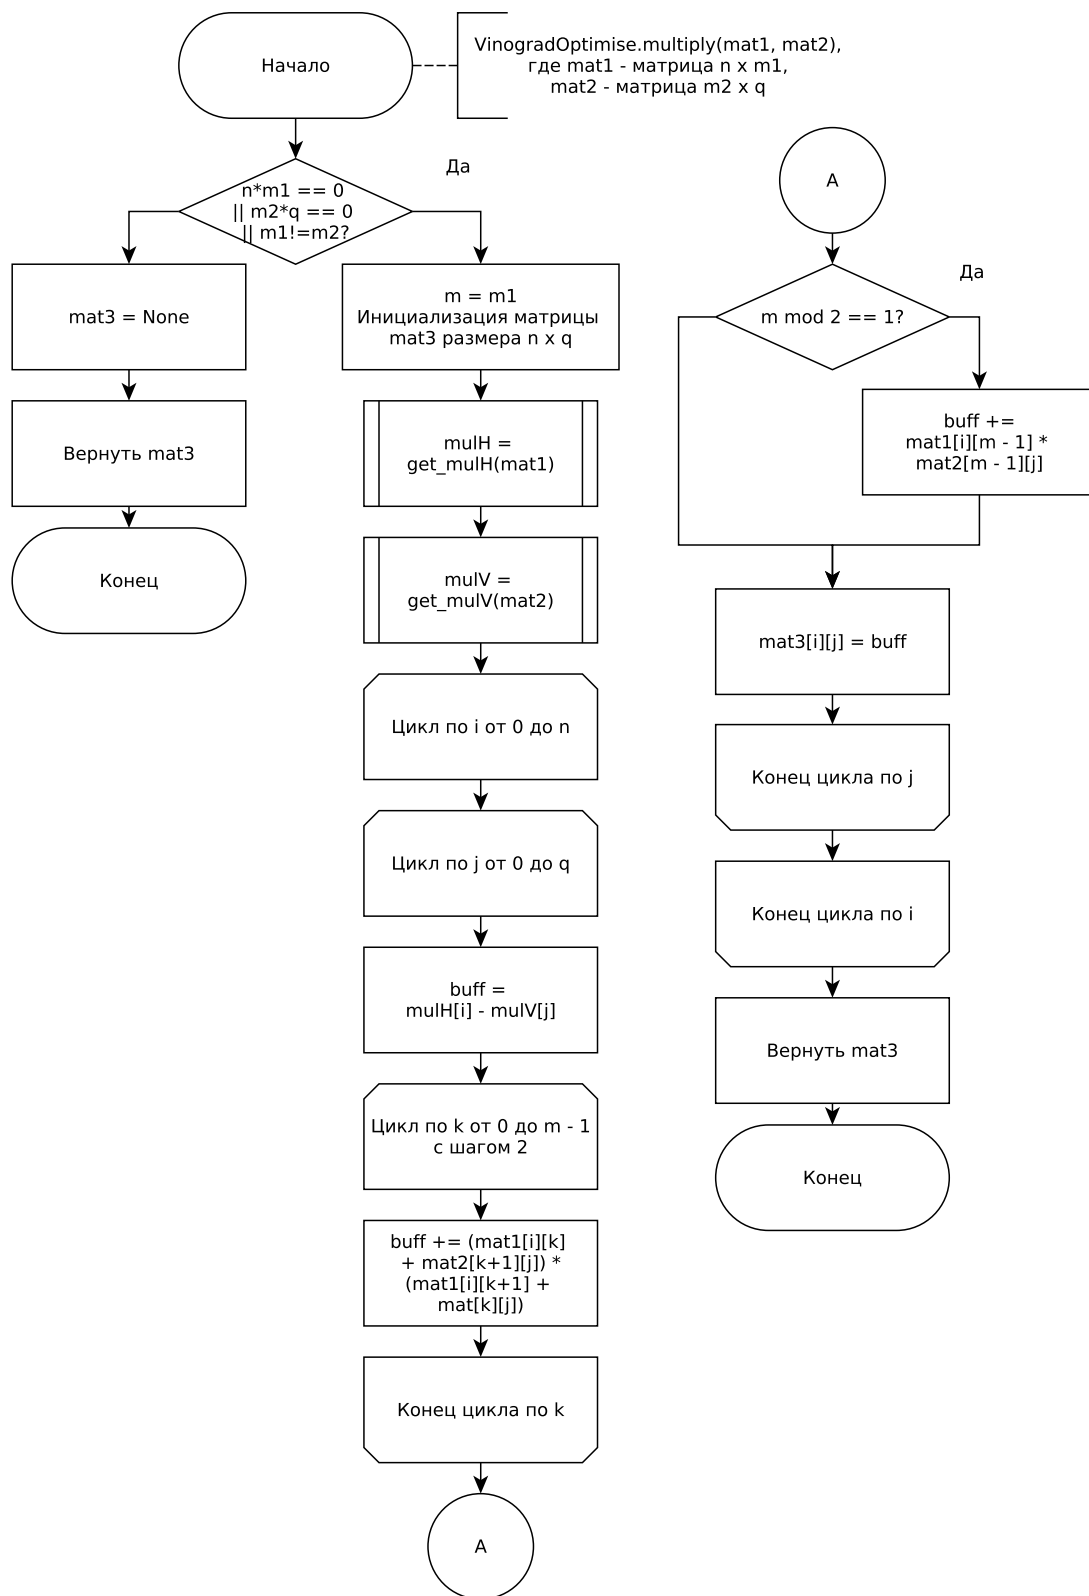 Начало
VinogradOptimise.multiply(mat1, mat2),
где mat1 - матрица n x m1,
mat2 - матрица m2 x q
Да
n*m1 == 0
|| m2*q == 0
|| m1!=m2?
mat3 = None
Вернуть mat3
Конец
m = m1
Инициализация матрицы
mat3 размера n x q
mulH =
get_mulH(mat1)
mulV =
get_mulV(mat2)
Цикл по i от 0 до n
Цикл по j от 0 до q
buff =
mulH[i] - mulV[j]
Цикл по k от 0 до m - 1
с шагом 2
buff += (mat1[i][k]
+ mat2[k+1][j]) *
(mat1[i][k+1] +
mat[k][j])
Конец цикла по k
A
A
Да
m mod 2 == 1?
buff +=
mat1[i][m - 1] *
mat2[m - 1][j]
mat3[i][j] = buff
Конец цикла по j
Конец цикла по i
Вернуть mat3
Конец